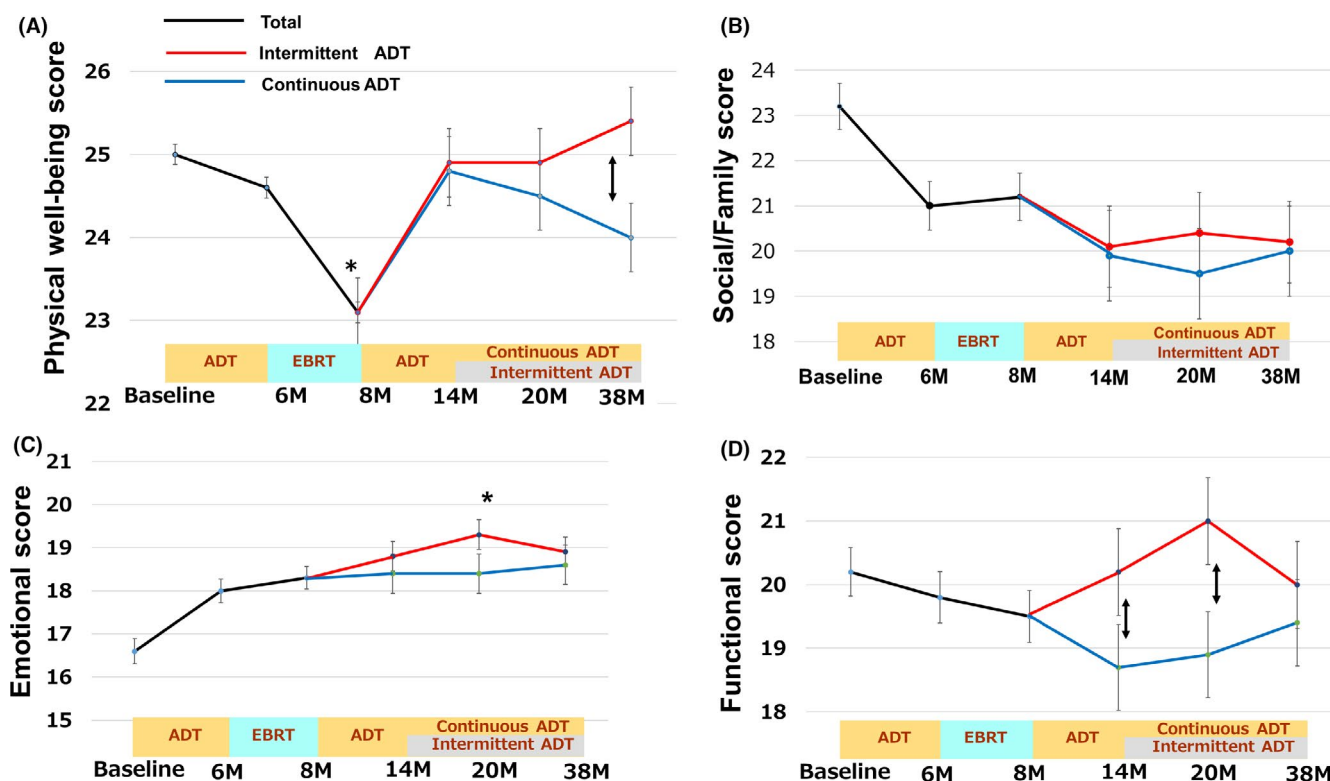 (A)
Total
Intermittent ADT
Continuous ADT
Physical well-being score
26
25
24
23
22
*
ADT
EBRT
ADT
Continuous ADT
Intermittent ADT
Baseline 6M 8M 14M 20M 38M
(B)
Social/Family score
24
23
22
21
20
19
18
ADT
EBRT
ADT
Continuous ADT
Intermittent ADT
Baseline 6M 8M 14M 20M 38M
(C)
Emotional score
21
20
19
18
17
16
15
*
ADT
EBRT
ADT
Continuous ADT
Intermittent ADT
Baseline 6M 8M 14M 20M 38M
(D)
Functional score
22
21
20
19
18
ADT
EBRT
ADT
Continuous ADT
Intermittent ADT
Baseline 6M 8M 14M 20M 38M